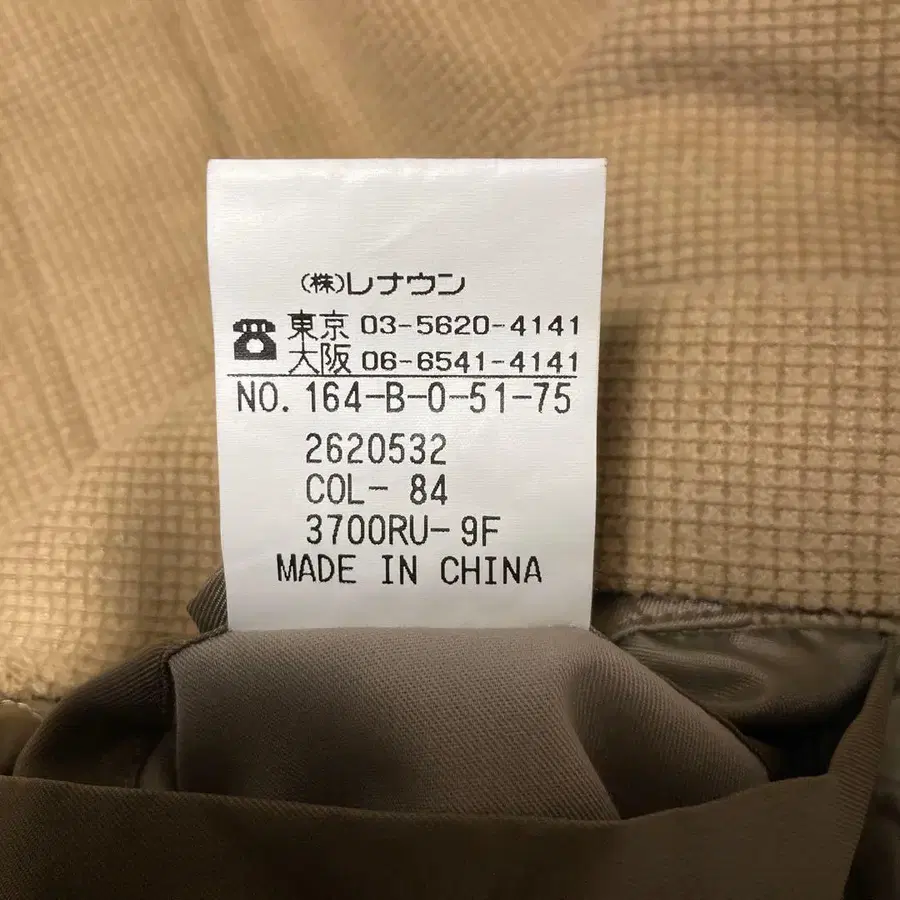 (株)レナウン
☎ 東京 03-5620-4141
大阪 06-6541-4141
NO. 164-B-0-51-75
2620532
COL- 84
3700RU-9F
MADE IN CHINA